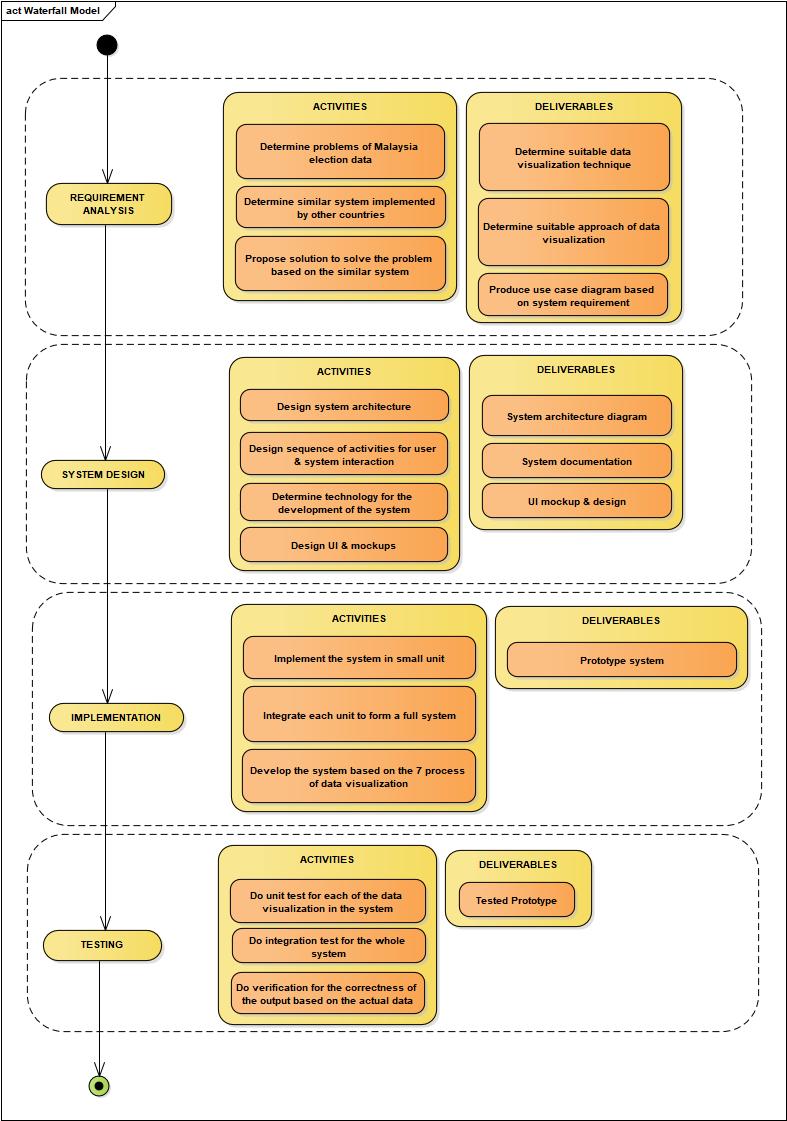 act Waterfall Model
REQUIREMENT
ANALYSIS
ACTIVITIES
Determine problems of Malaysia
election data
Determine similar system implemented
by other countries
Propose solution to solve the problem
based on the similar system
DELIVERABLES
Determine suitable data
visualization technique
Determine suitable approach of data
visualization
Produce use case diagram based
on system requirement
SYSTEM DESIGN
ACTIVITIES
Design system architecture
Design sequence of activities for user
& system interaction
Determine technology for the
development of the system
Design UI & mockups
DELIVERABLES
System architecture diagram
System documentation
UI mockup & design
IMPLEMENTATION
ACTIVITIES
Implement the system in small unit
Integrate each unit to form a full system
Develop the system based on the 7 process
of data visualization
DELIVERABLES
Prototype system
TESTING
ACTIVITIES
Do unit test for each of the data
visualization in the system
Do integration test for the whole
system
Do verification for the correctness of
the output based on the actual data
DELIVERABLES
Tested Prototype